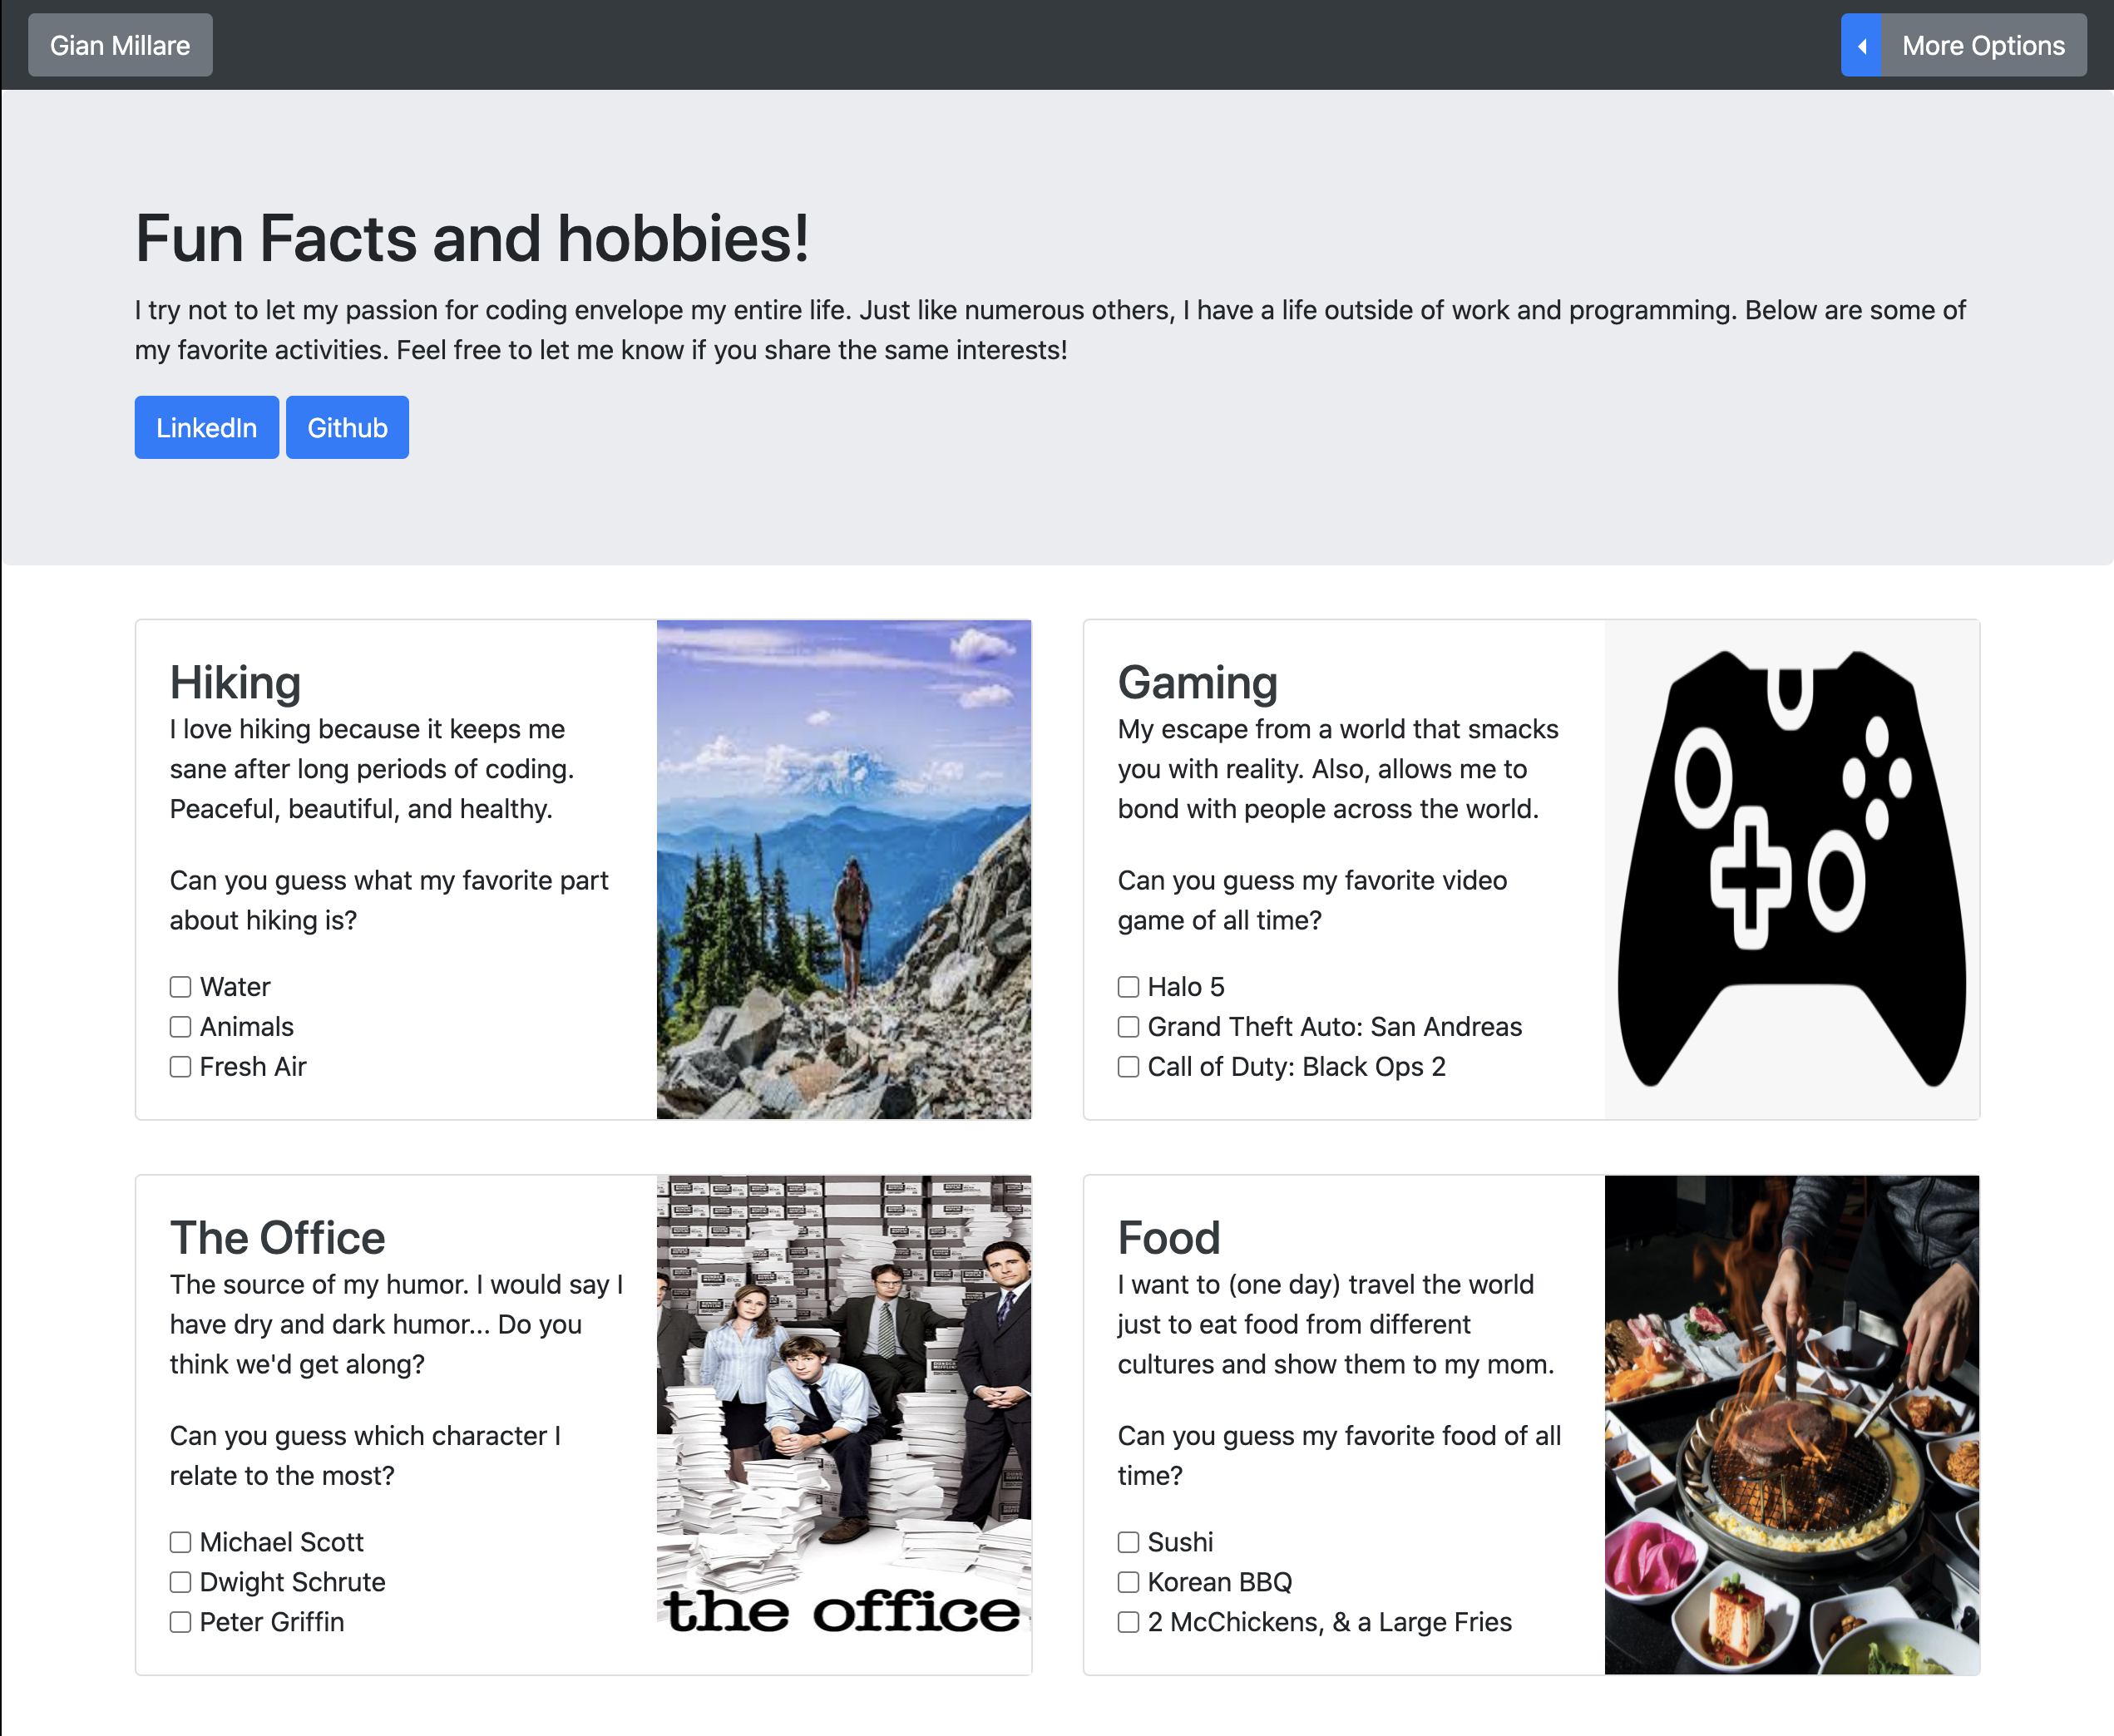 Gian Millare
More Options
Fun Facts and hobbies!
I try not to let my passion for coding envelope my entire life. Just like numerous others, I have a life outside of work and programming. Below are some of
my favorite activities. Feel free to let me know if you share the same interests!
LinkedIn
Github
Hiking
I love hiking because it keeps me
sane after long periods of coding.
Peaceful, beautiful, and healthy.
Can you guess what my favorite part
about hiking is?
Water
Animals
Fresh Air
Gaming
My escape from a world that smacks
you with reality. Also, allows me to
bond with people across the world.
Can you guess my favorite video
game of all time?
Halo 5
Grand Theft Auto: San Andreas
Call of Duty: Black Ops 2
The Office
The source of my humor. I would say I
have dry and dark humor... Do you
think we'd get along?
Can you guess which character I
relate to the most?
Michael Scott
Dwight Schrute
Peter Griffin
the office
Food
I want to (one day) travel the world
just to eat food from different
cultures and show them to my mom.
Can you guess my favorite food of all
time?
Sushi
Korean BBQ
2 McChickens, & a Large Fries